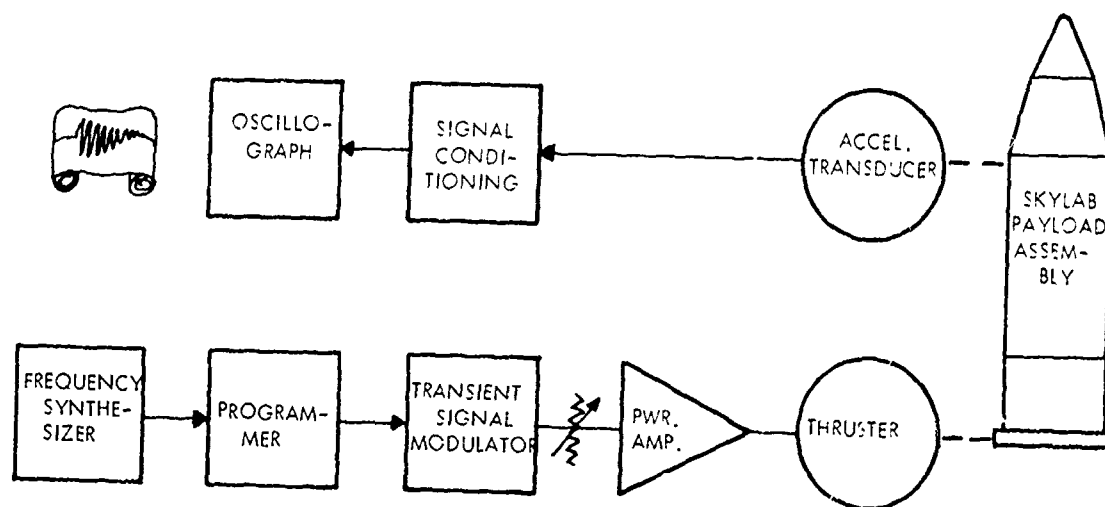 OSCILLO-
GRAPH
SIGNAL
CONDI-
TIONING
ACCEL.
TRANSDUCER
SKYLAB
PAYLOAD
ASSEM-
BLY
FREQUENCY
SYNTHE-
SIZER
PROGRAM-
MER
TRANSIENT
SIGNAL
MODULATOR
PWR.
AMP.
THRUSTER